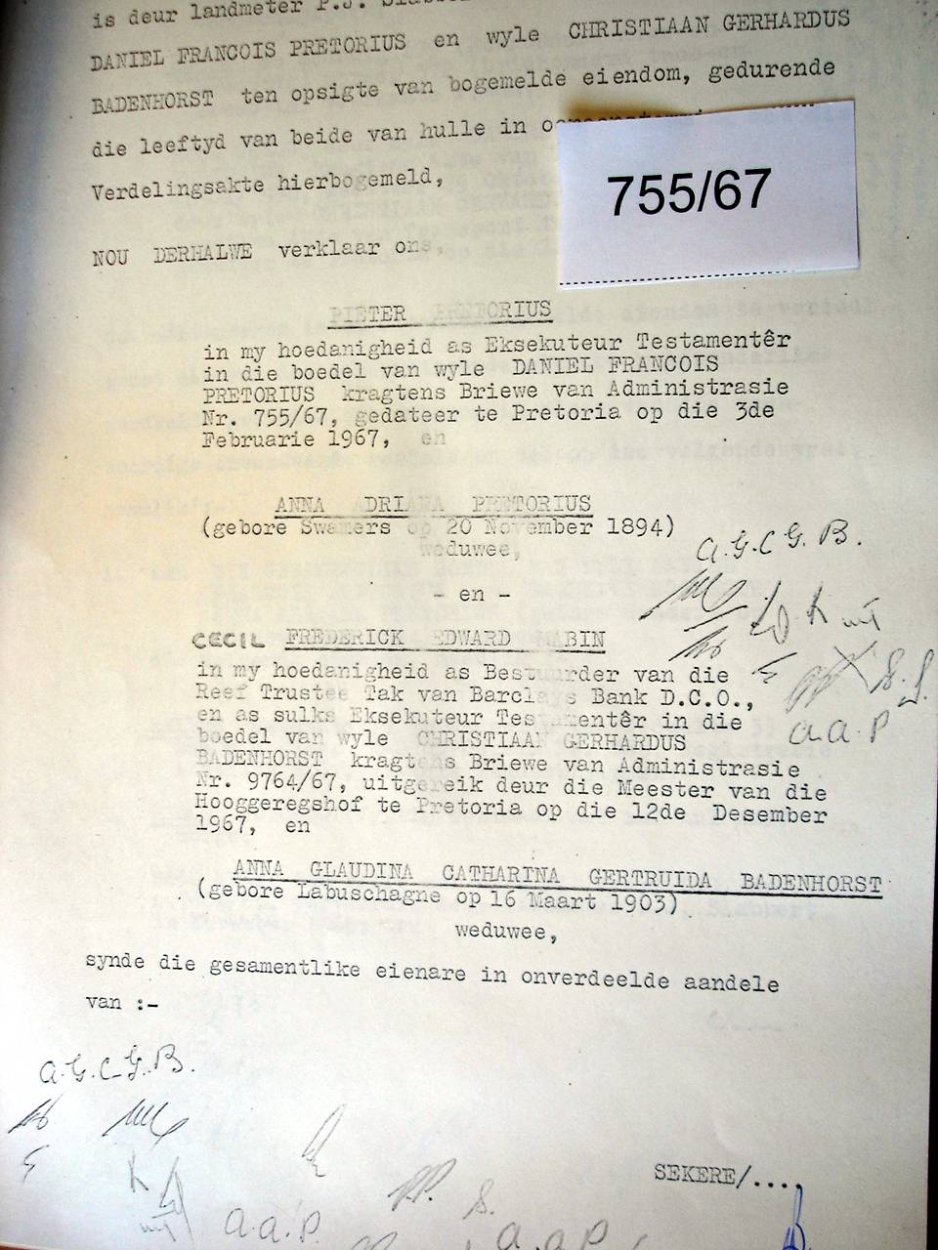 is deur landmeter P.J.
DANIEL FRANCOIS PRETORIUS en wyle CHRISTIAAN GERHARDUS
BADENHORST ten opsigte van bogemelde eiendom, gedurende
die leeftyd van beide van hulle in
Verdelingsakte hierbogemeld,
755/67
NOU DERHALWE verklaar ons,
PIETER PRETORIUS
in my hoedanigheid as Eksekuteur Testamentêr
in die boedel van wyle DANIEL FRANCOIS
PRETORIUS kragtens Briewe van Administrasie
Nr. 755/67, gedateer te Pretoria op die 3de
Februarie 1967, en
ANNA DRIANA PRETORIUS
(gebore Swaners op 20 November 1894)
weduwee,
A.G.C.G.B.
- en -
CECIL FREDERICK EDWARD
in my hoedanigheid as Bestuurder van die
Reef Trustee Tak van Barclays Bank D.C.O.,
en as sulks Eksekuteur Testamentêr in die
a.a.P
boedel van wyle CHRISTIAAN GERHARDUS
BADENHORST kragtens Briewe van Administrasie
Nr. 9764/67, uitgereik deur die Meester van die
Hooggeregshof te Pretoria op die 12de Desember
1967, en
ANNA GLAUDINA CATHARINA GERTRUIDA BADENHORST
(gebore Labuschagne op 16 Maart 1903)
weduwee,
synde die gesamentlike eienare in onverdeelde aandele
van :-
A.G.C.G.B.
SEKERE/....
a.a.P.
a.a.P